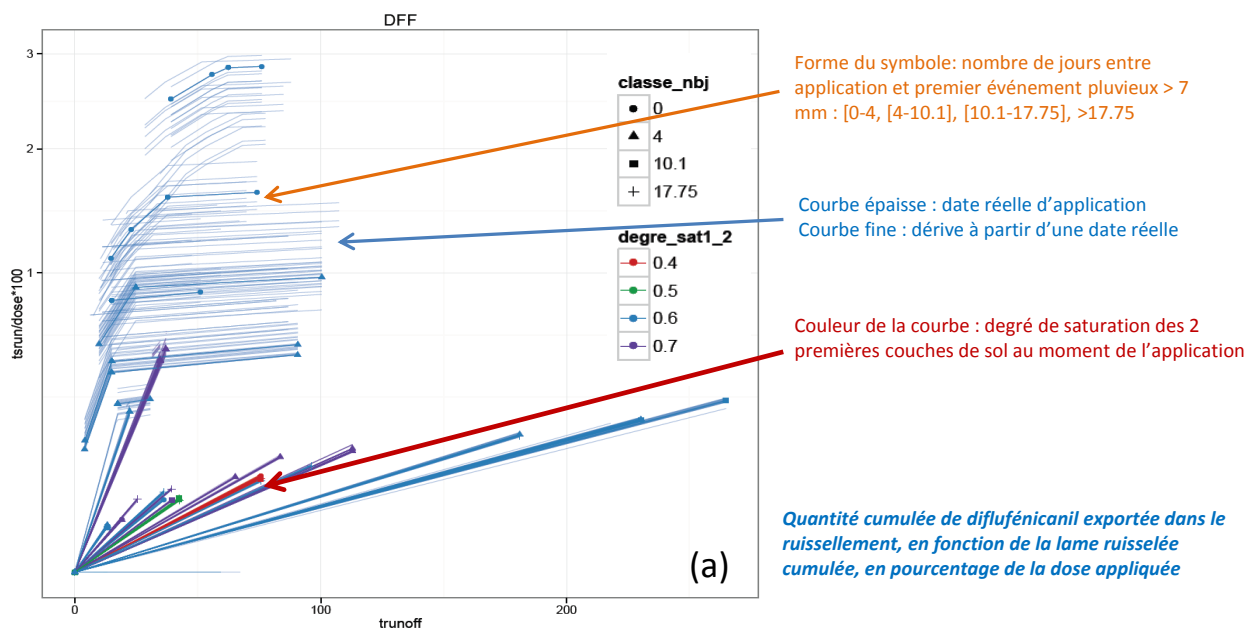 DFF
3
2
1
tsrun/dose*100
0
100
200
trunoff
classe_nbj
0
4
10.1
17.75
degre_sat1_2
0.4
0.5
0.6
0.7
(a)
Forme du symbole: nombre de jours entre
application et premier événement pluvieux > 7
mm : [0-4, [4-10.1], [10.1-17.75], >17.75
Courbe épaisse : date réelle d’application
Courbe fine : dérive à partir d’une date réelle
Couleur de la courbe : degré de saturation des 2
premières couches de sol au moment de l’application
Quantité cumulée de diflufénicanil exportée dans le
ruissellement, en fonction de la lame ruisselée
cumulée, en pourcentage de la dose appliquée